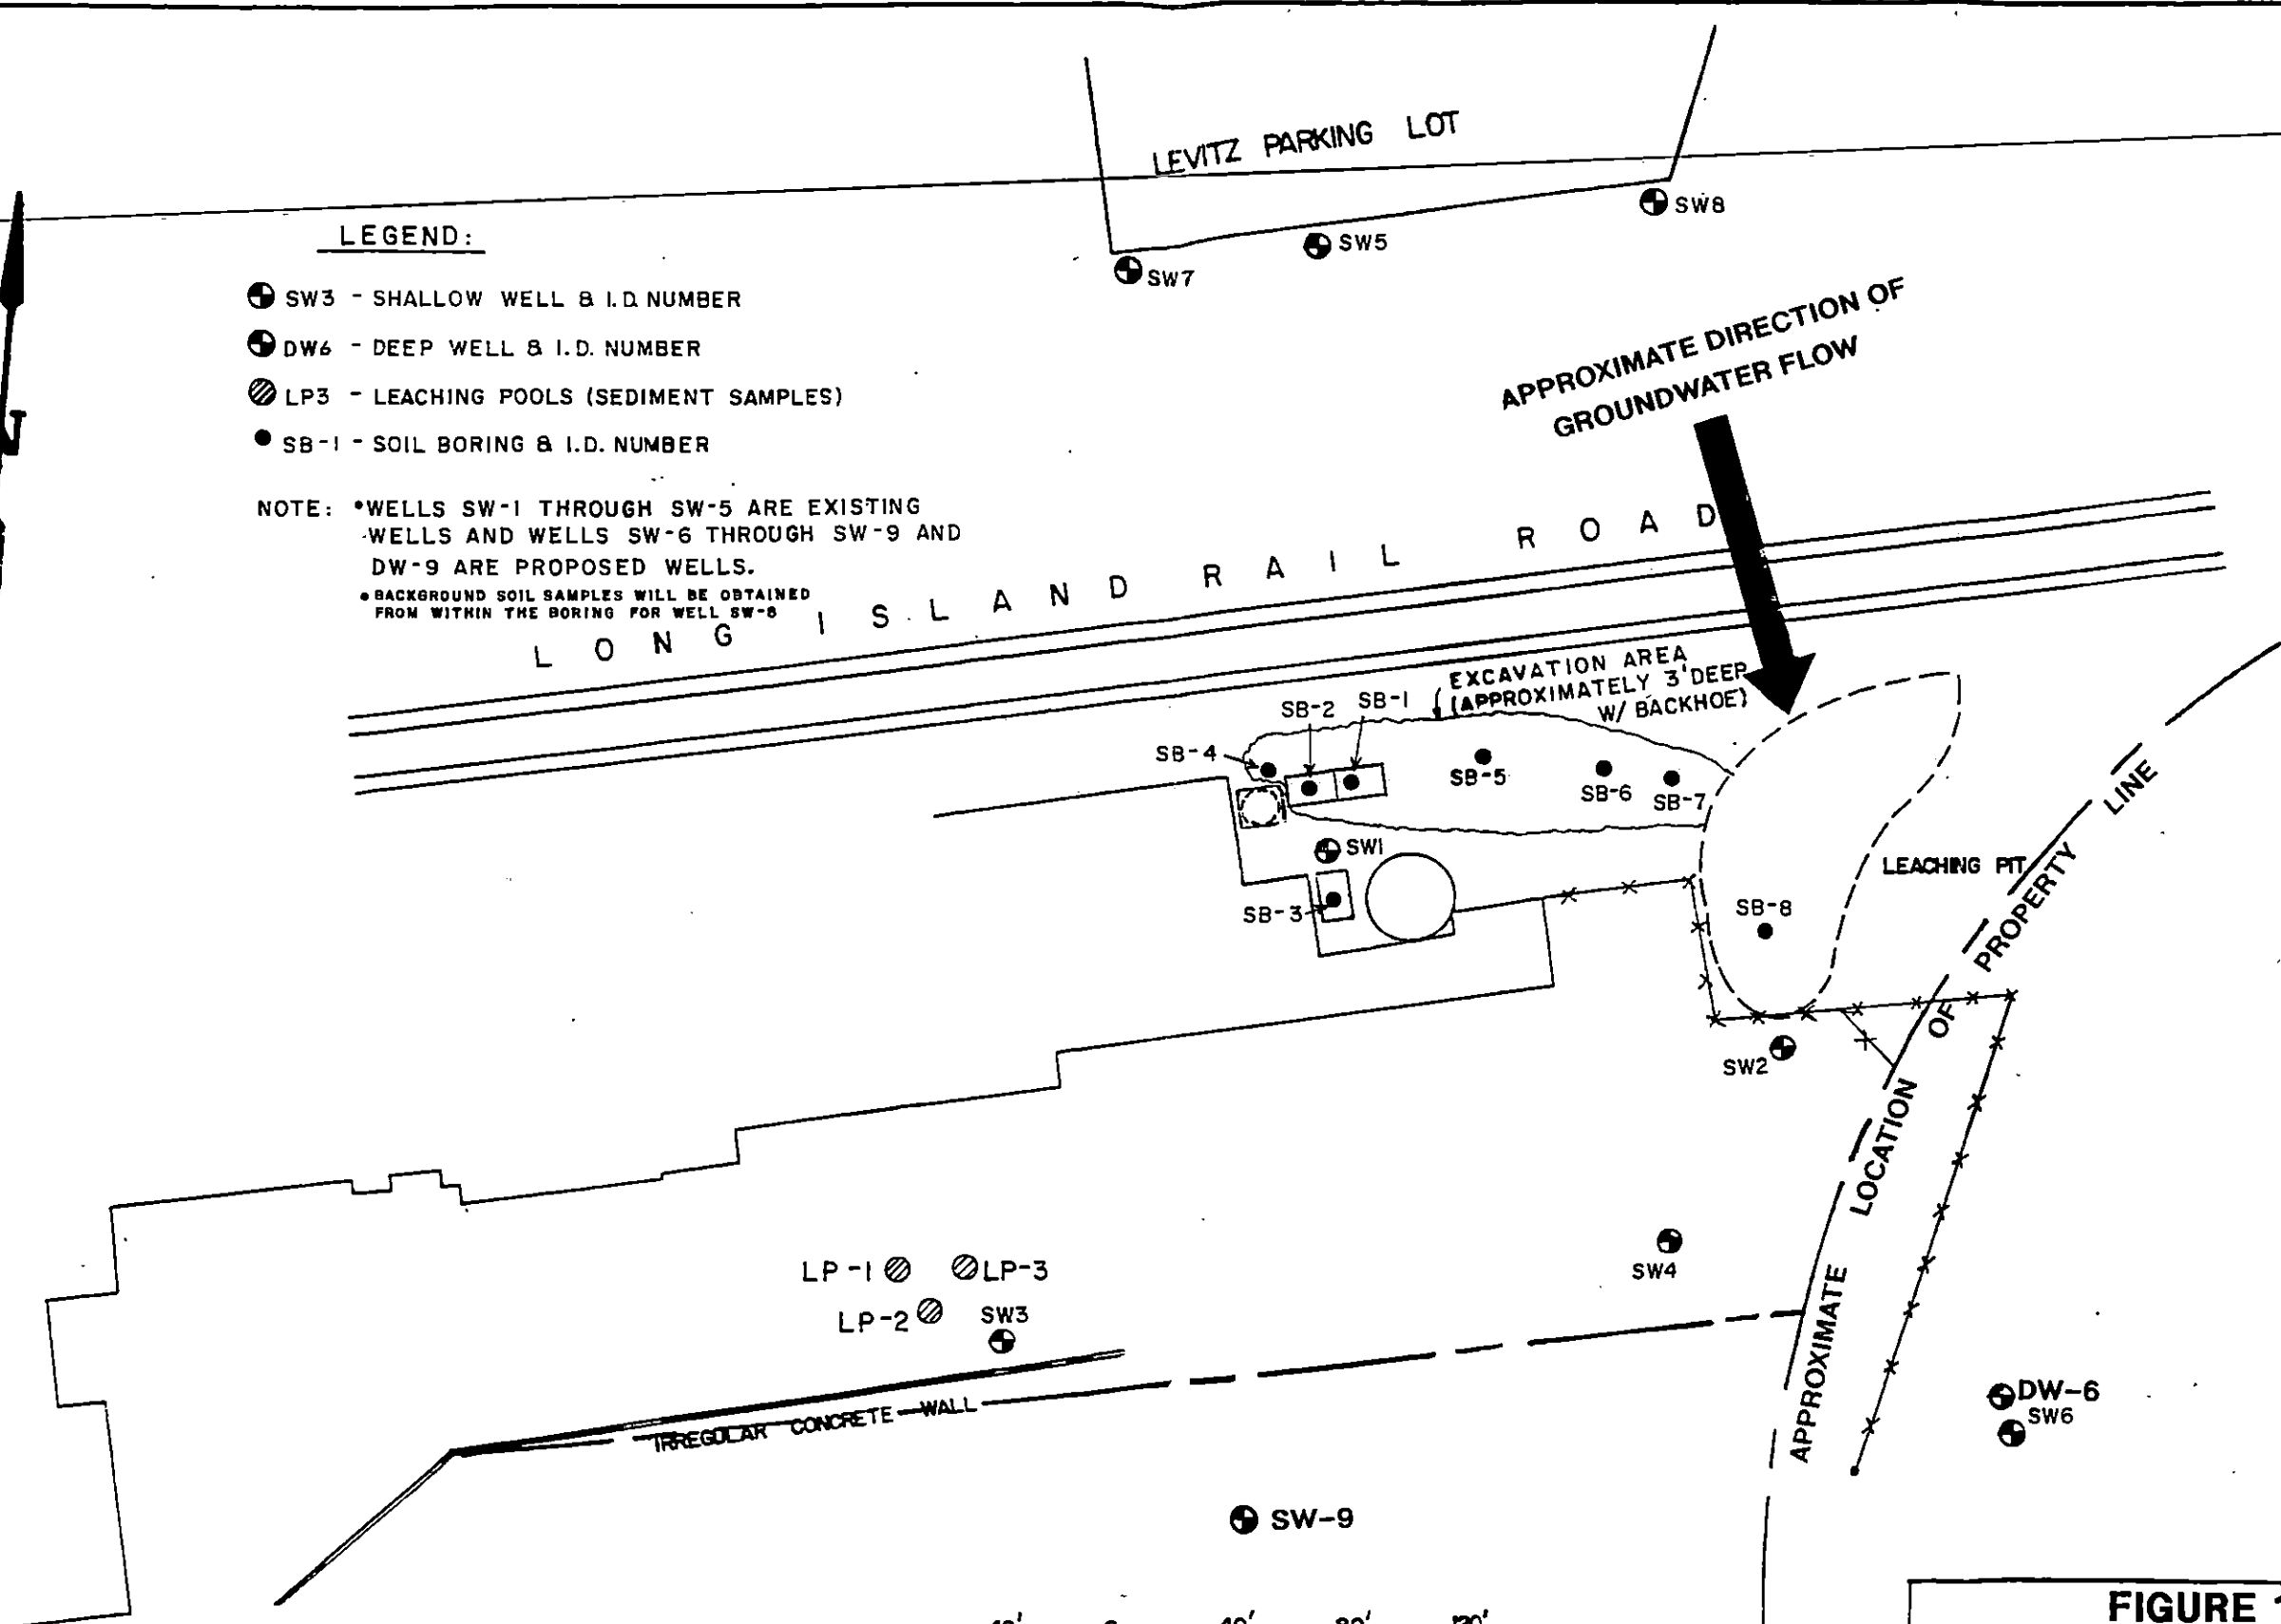 LEVITZ PARKING LOT
SW8
SW5
SW7
LEGEND:
SW3 - SHALLOW WELL & I.D. NUMBER
DW6 - DEEP WELL & I.D. NUMBER
LP3 - LEACHING POOLS (SEDIMENT SAMPLES)
SB-1 - SOIL BORING & I.D. NUMBER
NOTE: •WELLS SW-1 THROUGH SW-5 ARE EXISTING
WELLS AND WELLS SW-6 THROUGH SW-9 AND
DW-9 ARE PROPOSED WELLS.
•BACKGROUND SOIL SAMPLES WILL BE OBTAINED
FROM WITHIN THE BORING FOR WELL SW-8
N
APPROXIMATE DIRECTION OF
GROUNDWATER FLOW
LONG ISLAND RAIL ROAD
EXCAVATION AREA
(APPROXIMATELY 3' DEEP
W/ BACKHOE)
SB-2
SB-1
SB-4
SB-5
SB-6
SB-7
SW1
SB-3
LEACHING PIT
SB-8
SW2
APPROXIMATE LOCATION OF PROPERTY LINE
LP-1
LP-3
LP-2
SW3
SW4
IRREGULAR CONCRETE WALL
DW-6
SW6
SW-9
40' 0 40' 80' 120'
FIGURE